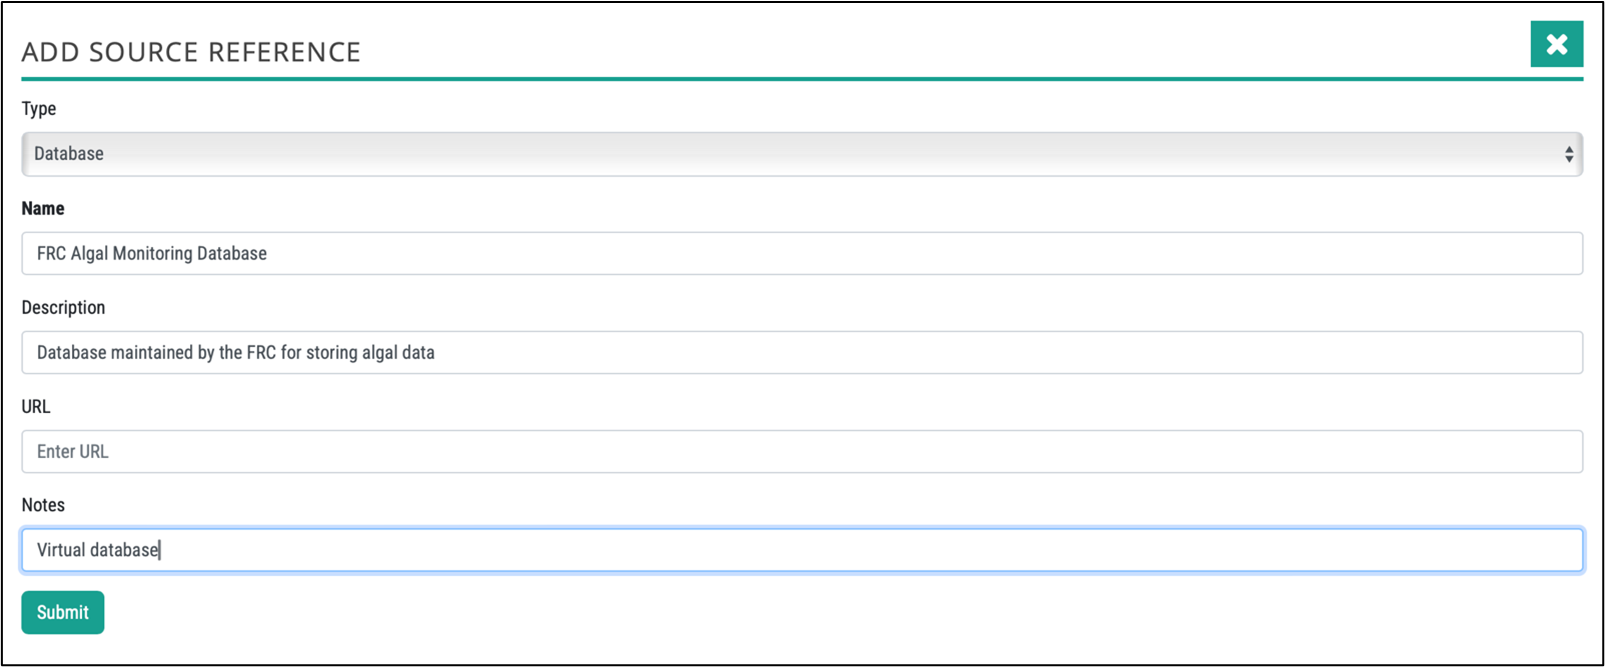 ADD SOURCE REFERENCE
Type
Database
Name
FRC Algal Monitoring Database
Description
Database maintained by the FRC for storing algal data
URL
Enter URL
Notes
Virtual database
Submit